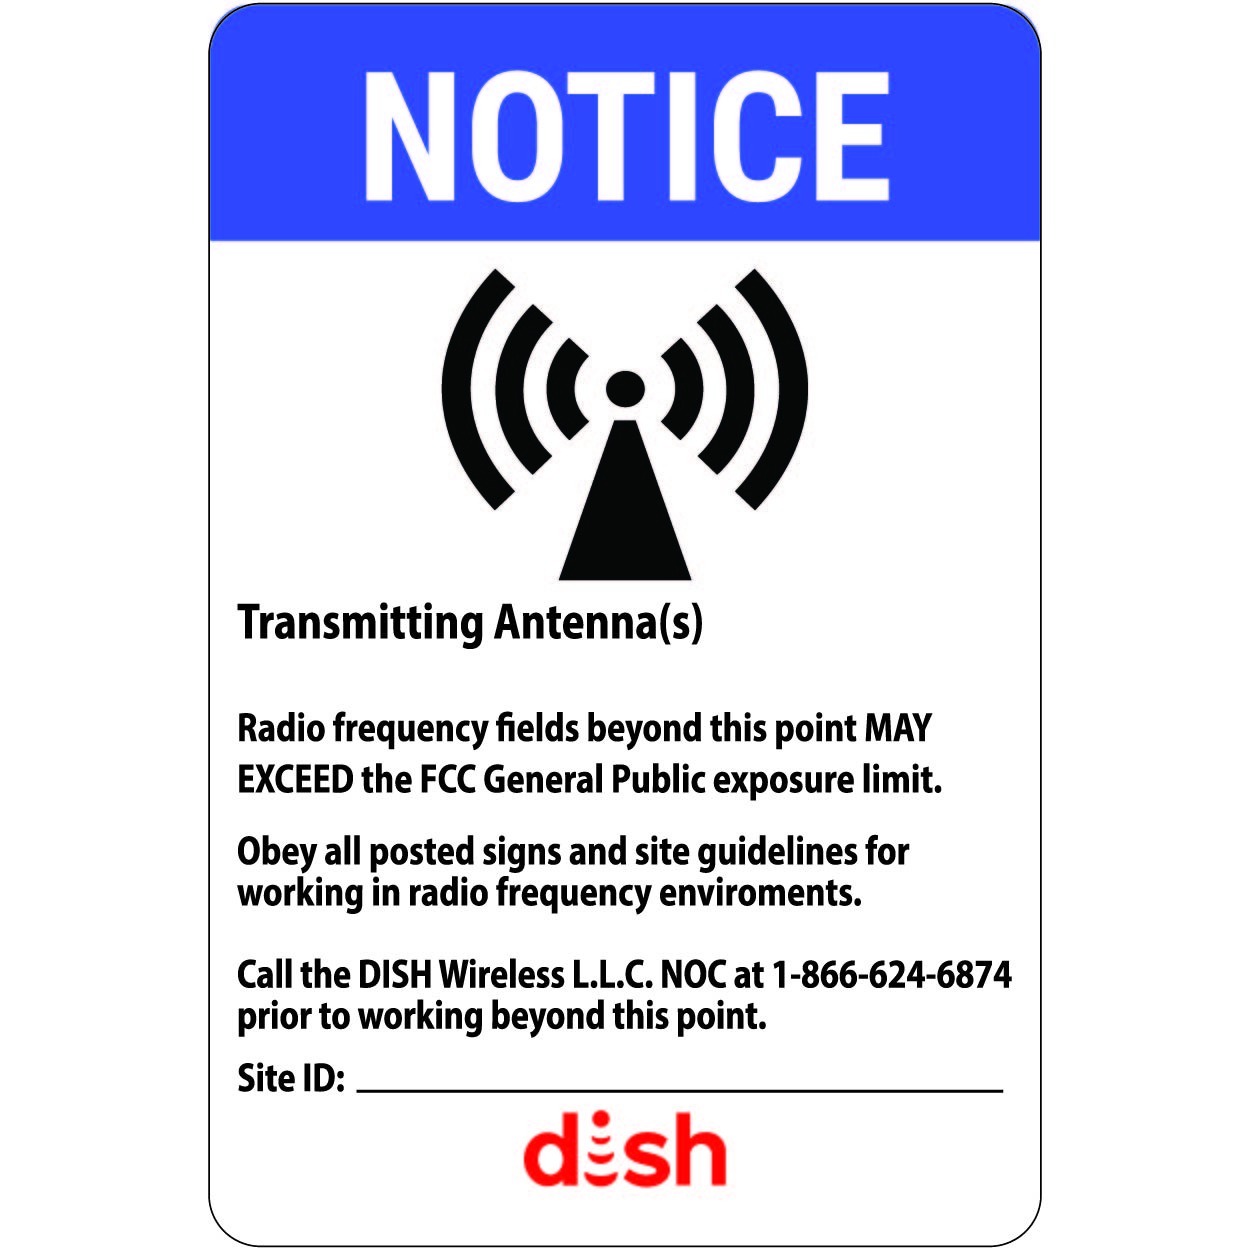 NOTICE
Transmitting Antenna(s)
Radio frequency fields beyond this point MAY
EXCEED the FCC General Public exposure limit.
Obey all posted signs and site guidelines for
working in radio frequency enviroments.
Call the DISH Wireless L.L.C. NOC at 1-866-624-6874
prior to working beyond this point.
Site ID:
dish